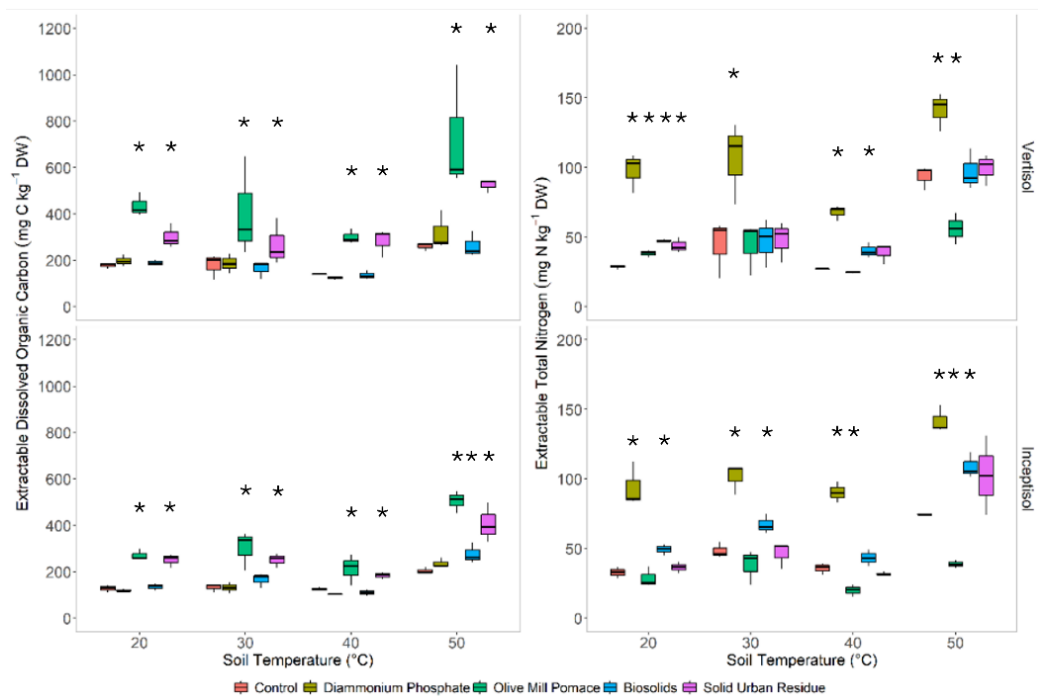 Extractable Dissolved Organic Carbon (mg C kg⁻¹ DW)
1200
1000
800
600
400
200
0
* * * * * * * *
1200
1000
800
600
400
200
0
* * * * * * * * *
20 30 40 50
Soil Temperature (°C)
Extractable Total Nitrogen (mg N kg⁻¹ DW)
200
150
100
50
0
* * * * * * * * *
Vertisol
200
150
100
50
0
* * * * * * * * *
Inceptisol
20 30 40 50
Soil Temperature (°C)
Control Diammonium Phosphate Olive Mill Pomace Biosolids Solid Urban Residue